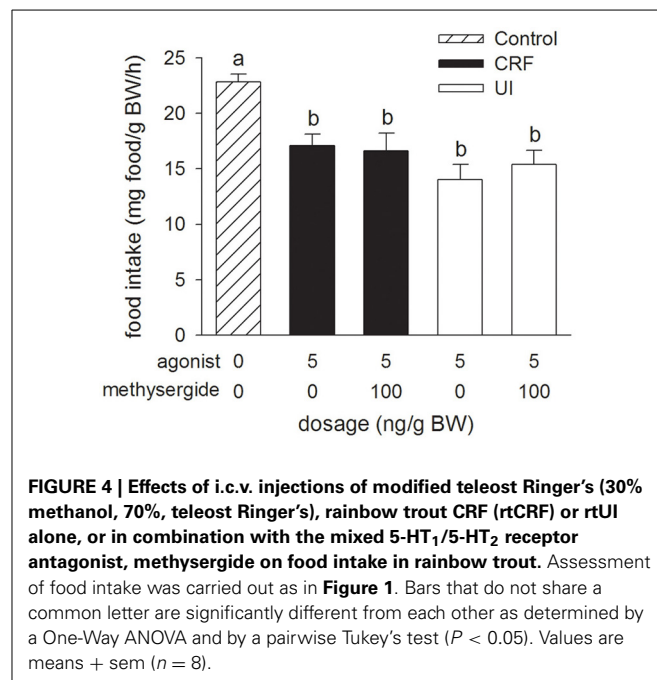 Control
CRF
UI
food intake (mg food/g BW/h)
25
20
15
10
5
0
a
b
b
b
b
agonist 0 5 5 5 5
methysergide 0 0 100 0 100
dosage (ng/g BW)
FIGURE 4 | Effects of i.c.v. injections of modified teleost Ringer's (30%
methanol, 70%, teleost Ringer's), rainbow trout CRF (rtCRF) or rtUI
alone, or in combination with the mixed 5-HT₁/5-HT₂ receptor
antagonist, methysergide on food intake in rainbow trout. Assessment
of food intake was carried out as in Figure 1. Bars that do not share a
common letter are significantly different from each other as determined by
a One-Way ANOVA and by a pairwise Tukey's test (P < 0.05). Values are
means + sem (n = 8).